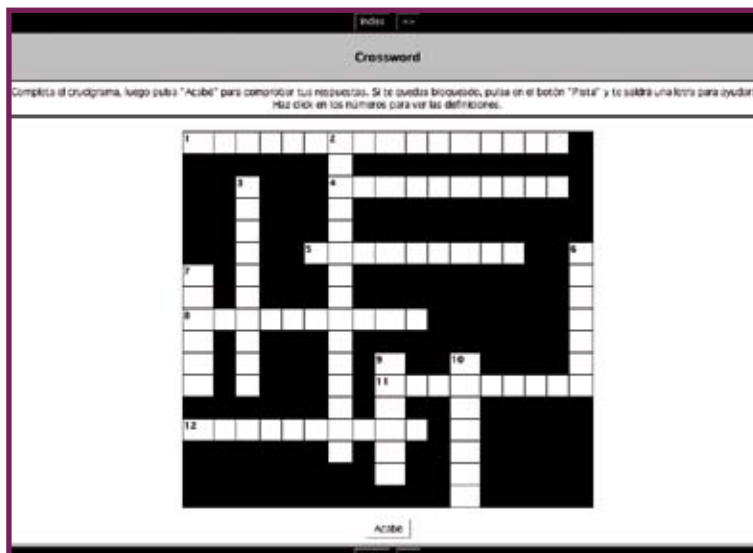 Index =>
Crossword
Completa el crucigrama, luego pulsa "Acabé" para comprobar tus respuestas. Si te quedas bloqueado, pulsa en el botón "Pista" y te saldrá una letra para ayudar
Haz click en los números para ver las definiciones.
1 2
3 4
5 6
7
8
9 10
11
12
Acabé